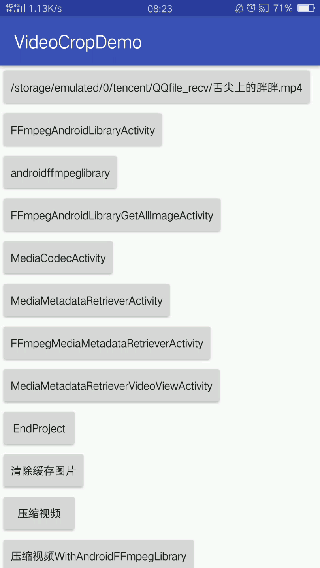 1.13K/s 08:23 71%
VideoCropDemo
/storage/emulated/0/tencent/QQfile_recv/舌尖上的胖胖.mp4
FFmpegAndroidLibraryActivity
androidffmpeglibrary
FFmpegAndroidLibraryGetAllImageActivity
MediaCodecActivity
MediaMetadataRetrieverActivity
FFmpegMediaMetadataRetrieverActivity
MediaMetadataRetrieverVideoViewActivity
EndProject
清除缓存图片
压缩视频
压缩视频WithAndroidFFmpegLibrary